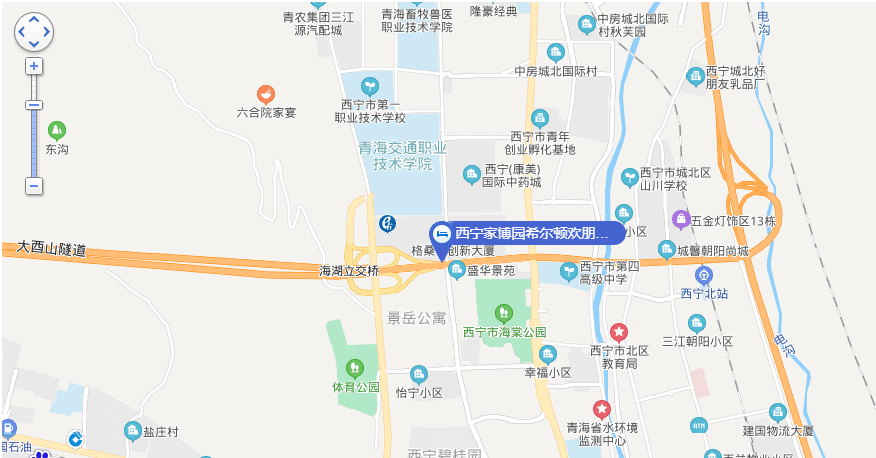 青农集团三江
源汽配城
青海畜牧兽医
职业技术学院
隆豪经典
中房城北国际
村秋芙园
电沟
中房城北国际村
西宁城北好
朋友乳品厂
六合院家宴
西宁市第一
职业技术学校
东沟
西宁市青年
创业孵化基地
青海交通职业
技术学院
西宁(康美)
国际中药城
西宁市城北区
山川学校
五金灯饰区13栋
小区
西宁家博园希尔顿欢朋...
大酉山隧道
格桑
创新大厦
城馨朝阳尚城
海湖立交桥
盛华景苑
西宁市第四
高级中学
西宁北站
景岳公寓
西宁市海棠公园
三江朝阳小区
电沟
西宁市北区
教育局
幸福小区
体育公园
怡宁小区
盐庄村
青海省水环境
监测中心
ATM
建国物流大厦
国石油
西宁碧桂园